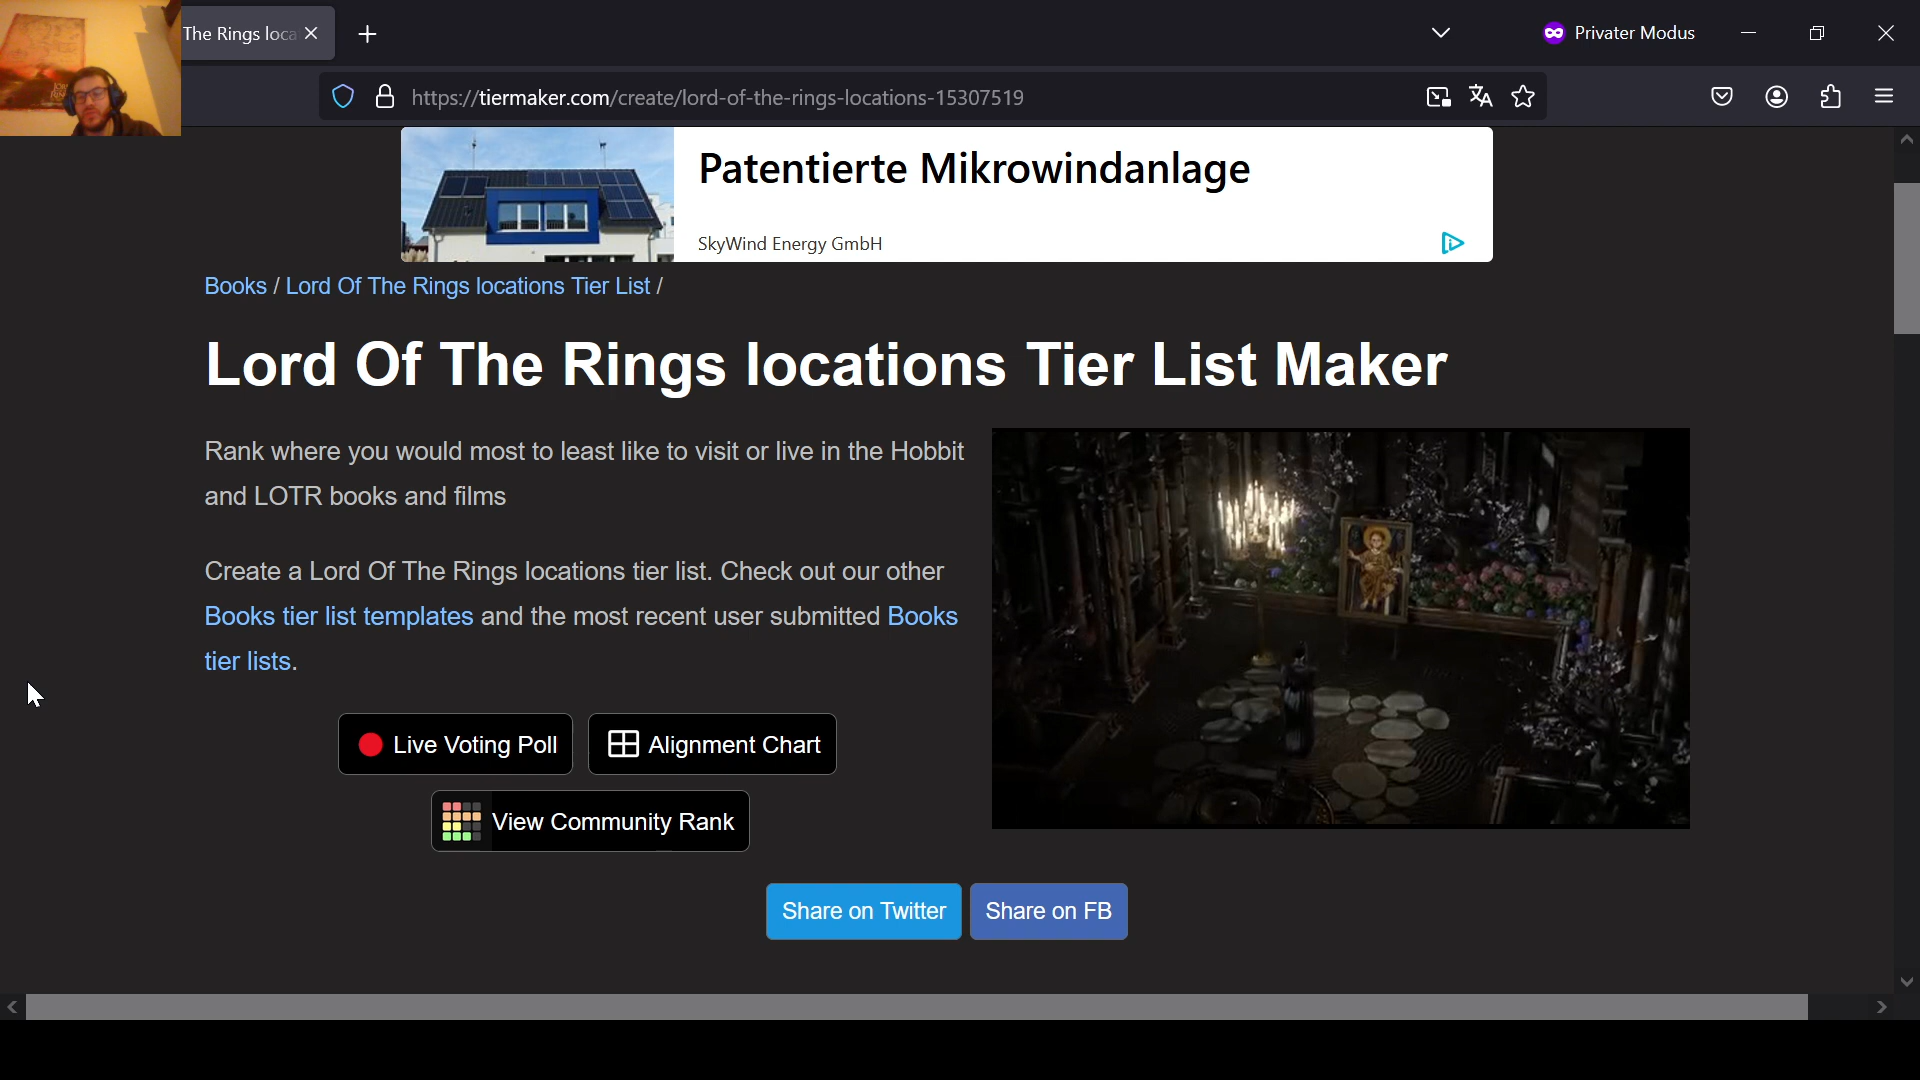 The Rings loca
Privater Modus
https://tiermaker.com/create/lord-of-the-rings-locations-15307519
Patentierte Mikrowindanlage
SkyWind Energy GmbH
Books / Lord Of The Rings locations Tier List /
Lord Of The Rings locations Tier List Maker
Rank where you would most to least like to visit or live in the Hobbit
and LOTR books and films
Create a Lord Of The Rings locations tier list. Check out our other
Books tier list templates and the most recent user submitted Books
tier lists.
Live Voting Poll
Alignment Chart
View Community Rank
Share on Twitter
Share on FB